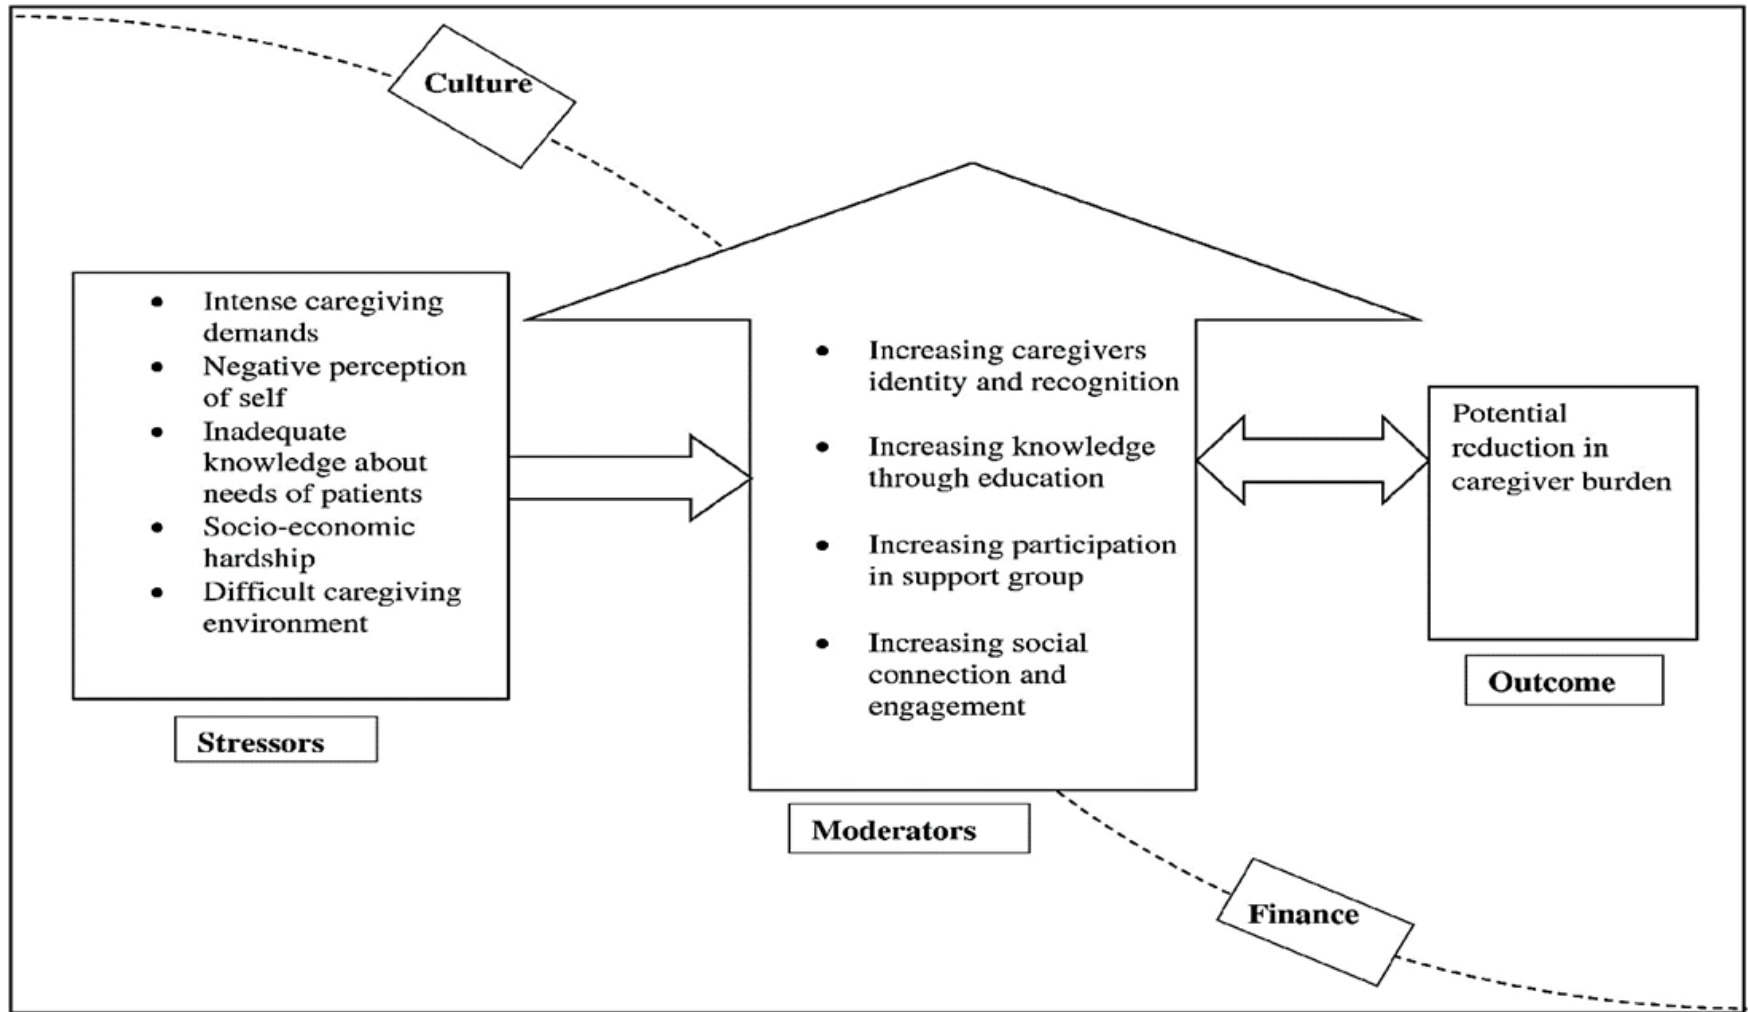 Culture
• Intense caregiving
demands
• Negative perception
of self
• Inadequate
knowledge about
needs of patients
• Socio-economic
hardship
• Difficult caregiving
environment
Stressors
• Increasing caregivers
identity and recognition
• Increasing knowledge
through education
• Increasing participation
in support group
• Increasing social
connection and
engagement
Moderators
Potential
reduction in
caregiver burden
Outcome
Finance